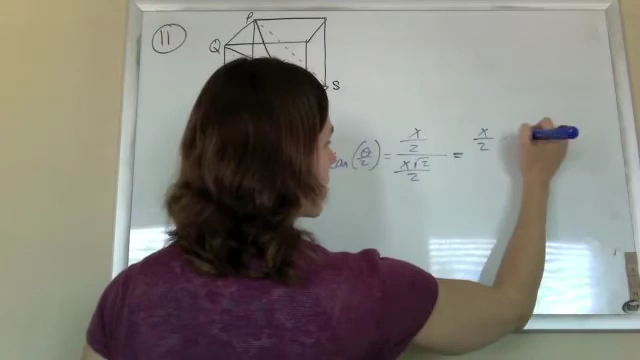 11
P
Q
S
an(θ/2) = (x/2)/(x√2/2) = x/2